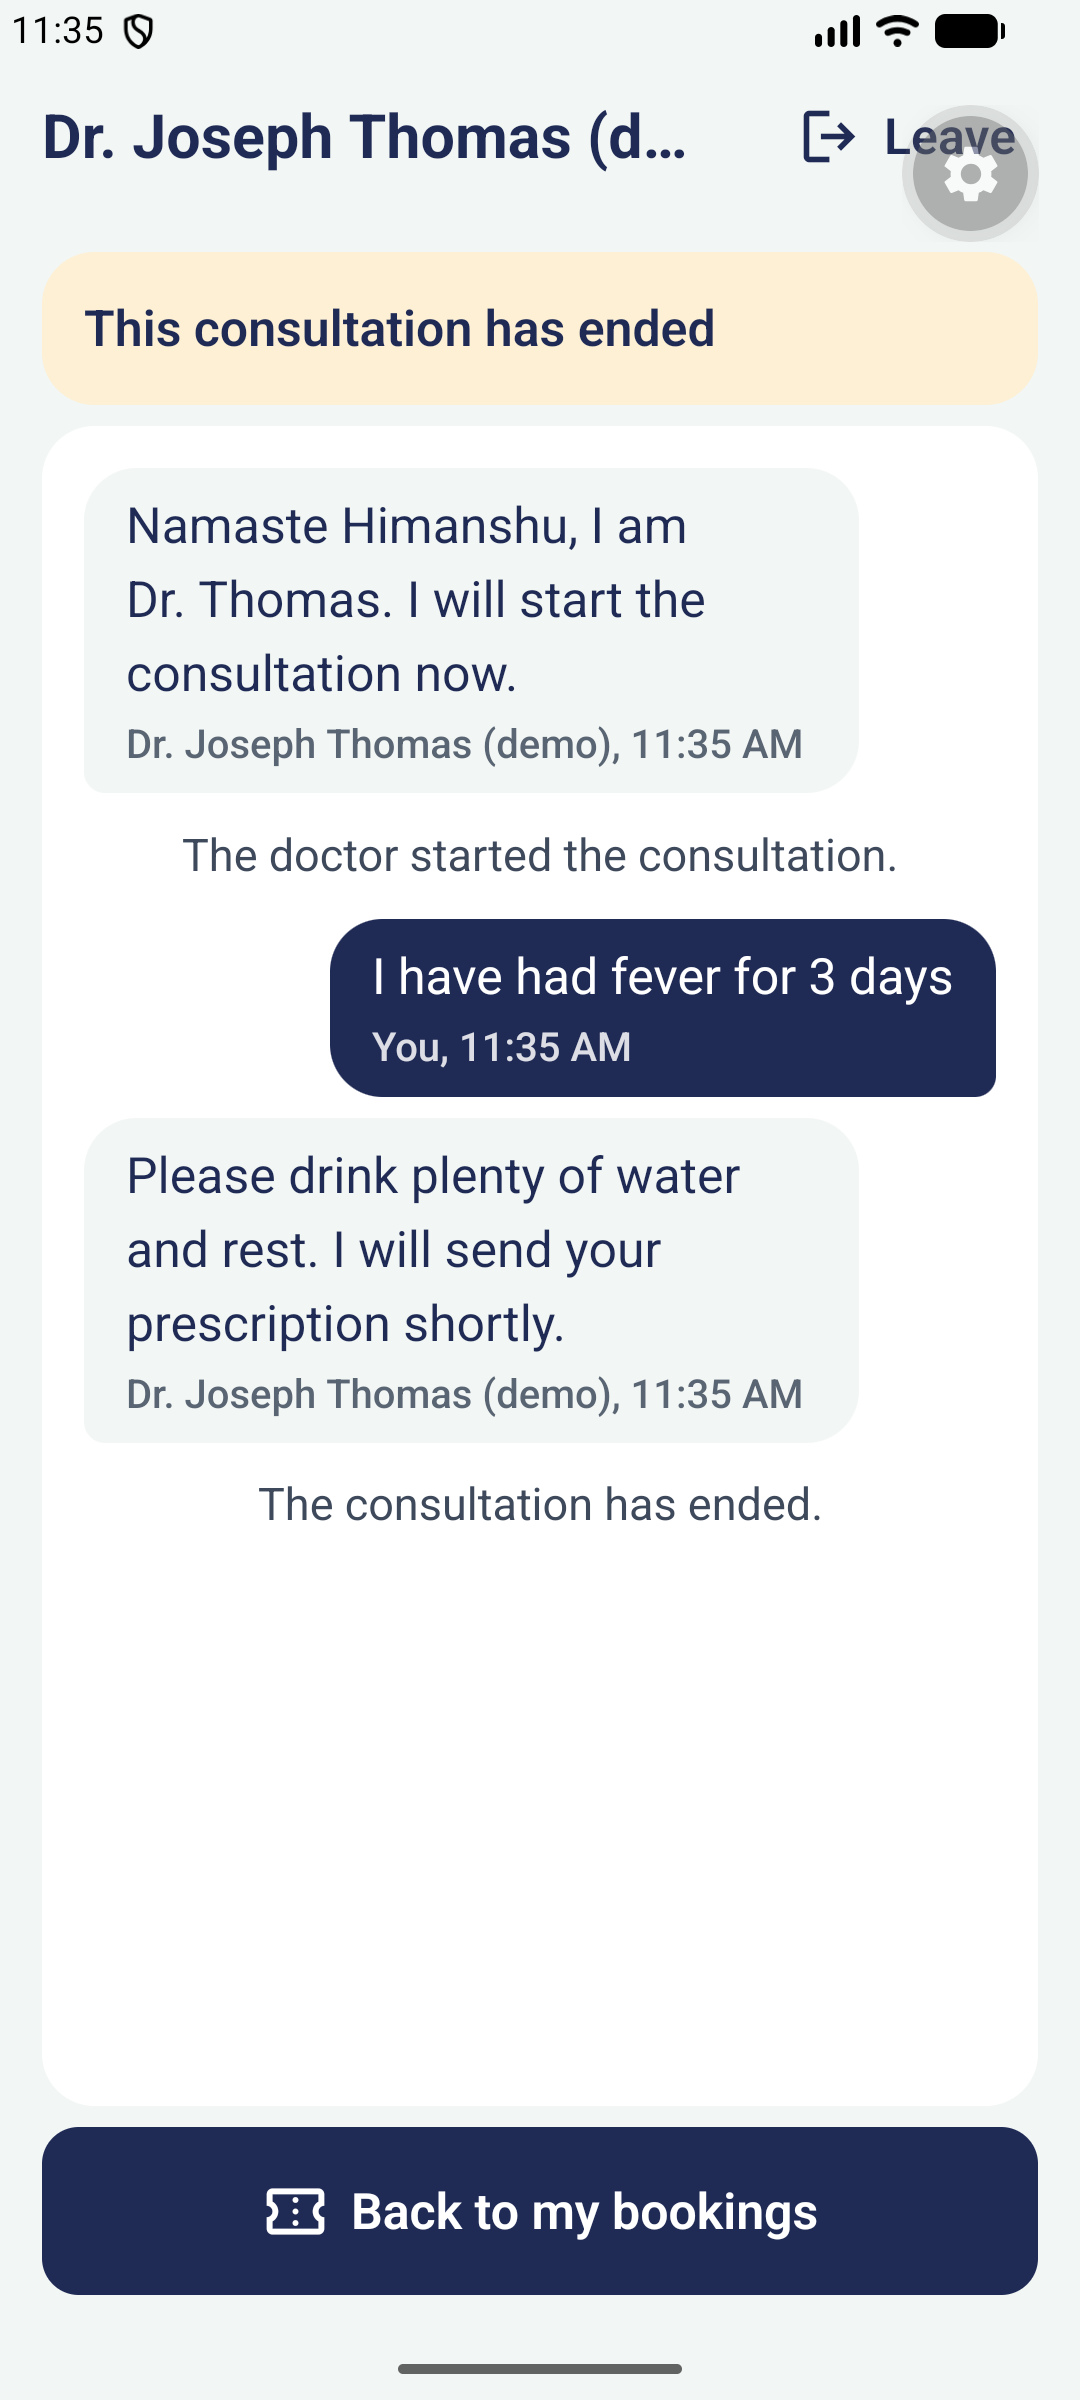 11:35
Dr. Joseph Thomas (d...
Leave
This consultation has ended
Namaste Himanshu, I am
Dr. Thomas. I will start the
consultation now.
Dr. Joseph Thomas (demo), 11:35 AM
The doctor started the consultation.
I have had fever for 3 days
You, 11:35 AM
Please drink plenty of water
and rest. I will send your
prescription shortly.
Dr. Joseph Thomas (demo), 11:35 AM
The consultation has ended.
Back to my bookings